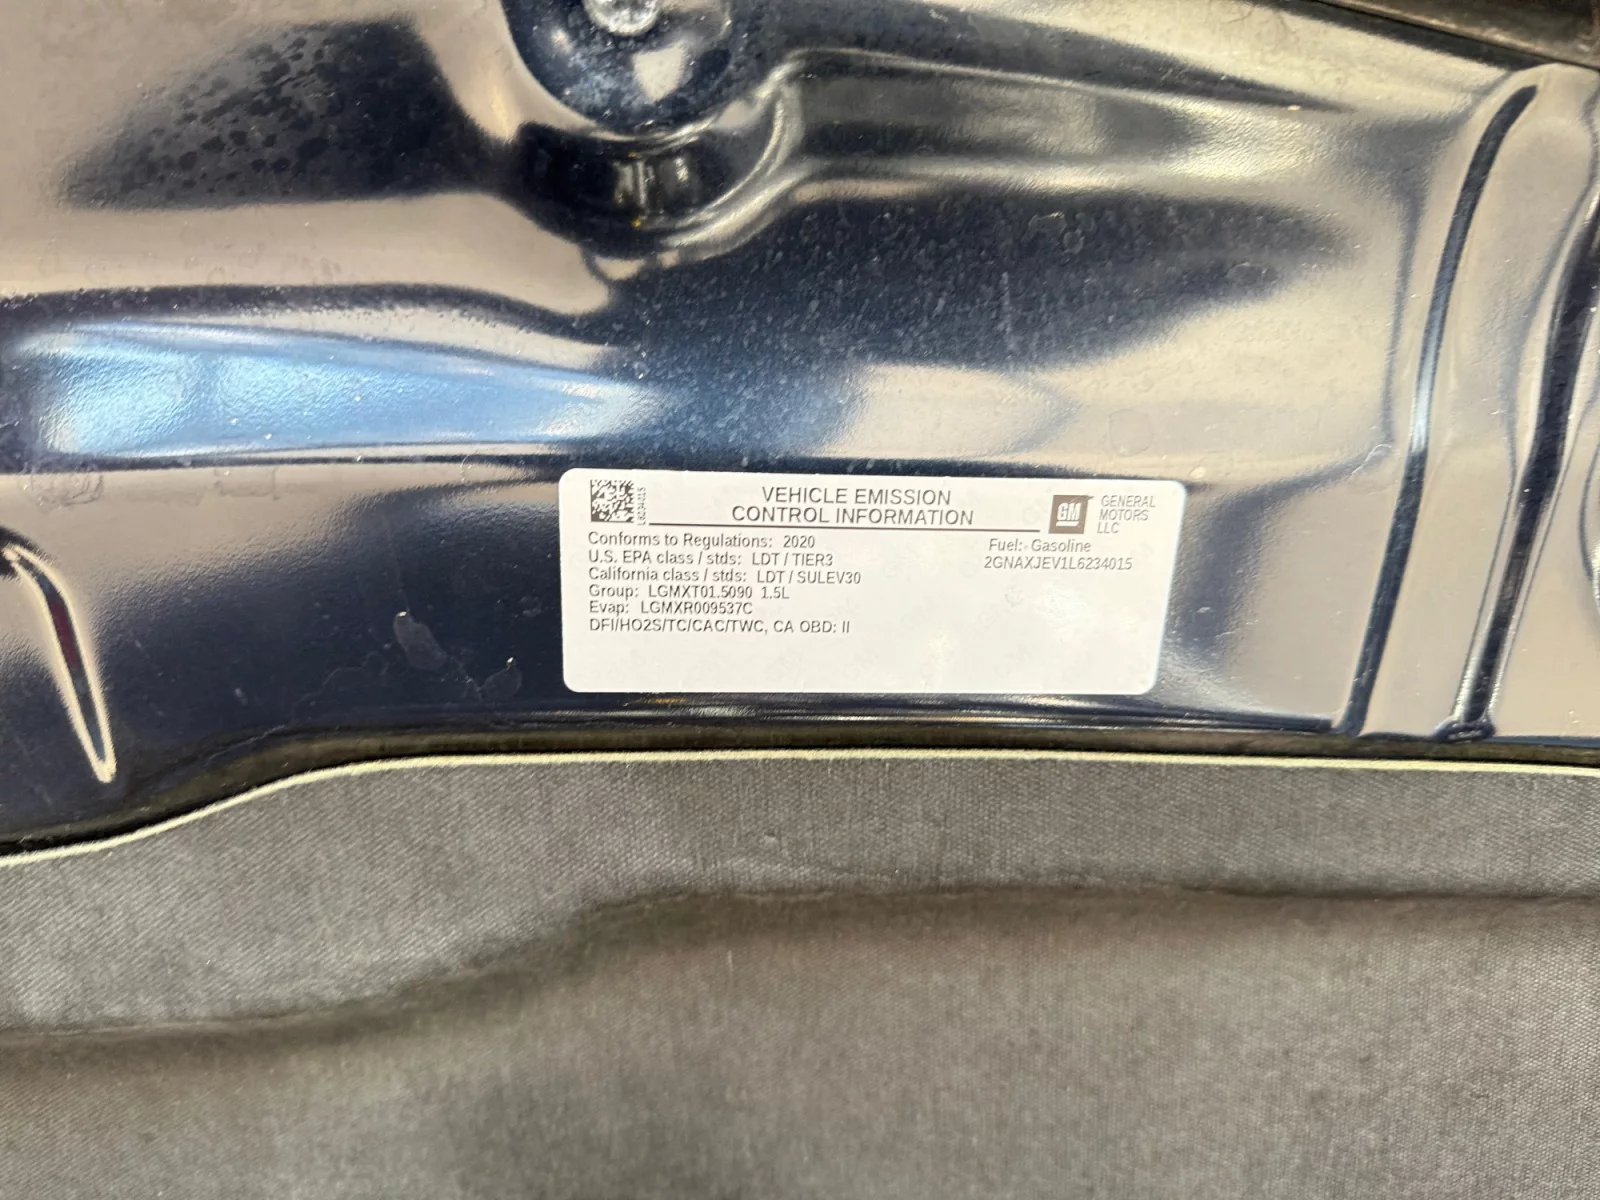 VEHICLE EMISSION
CONTROL INFORMATION
L6234015
GM
GENERAL
MOTORS
LLC
Conforms to Regulations: 2020
U.S. EPA class / stds: LDT / TIER3
California class / stds: LDT / SULEV30
Group: LGMXT01.5090 1.5L
Evap: LGMXR009537C
DFI/HO2S/TC/CAC/TWC, CA OBD: II
Fuel: Gasoline
2GNAXJEV1L6234015